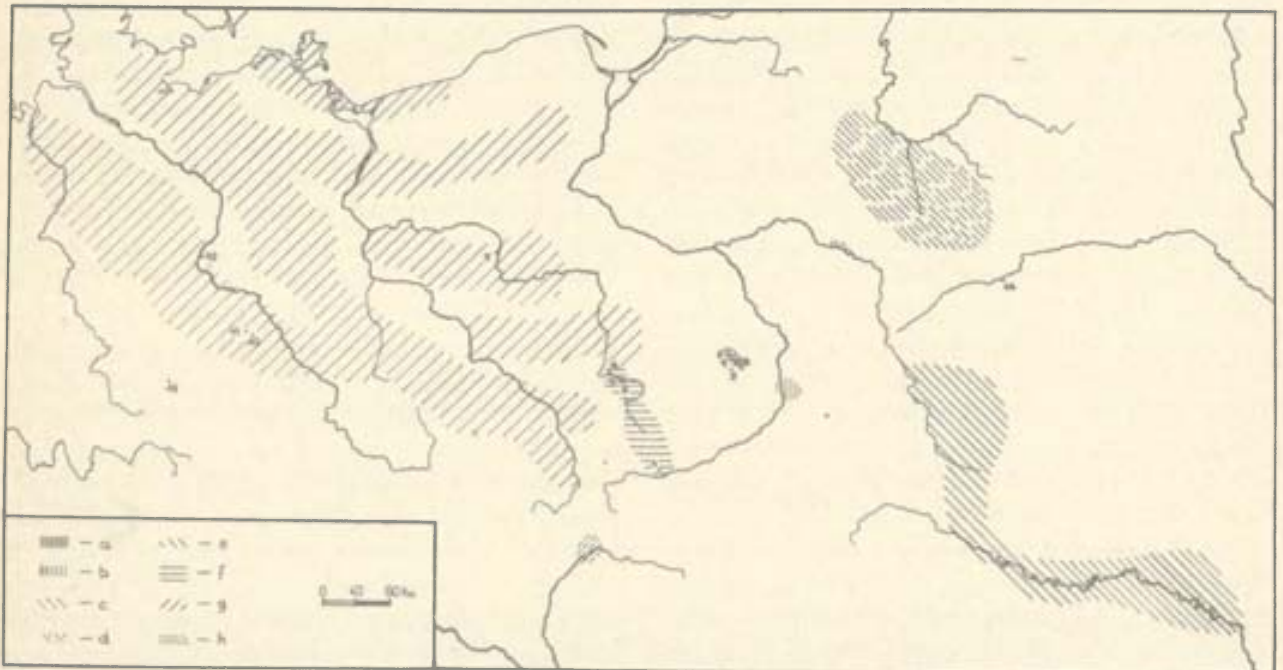 — a
— e
— b
— f
— c
— g
— d
— h
0 40 80 km